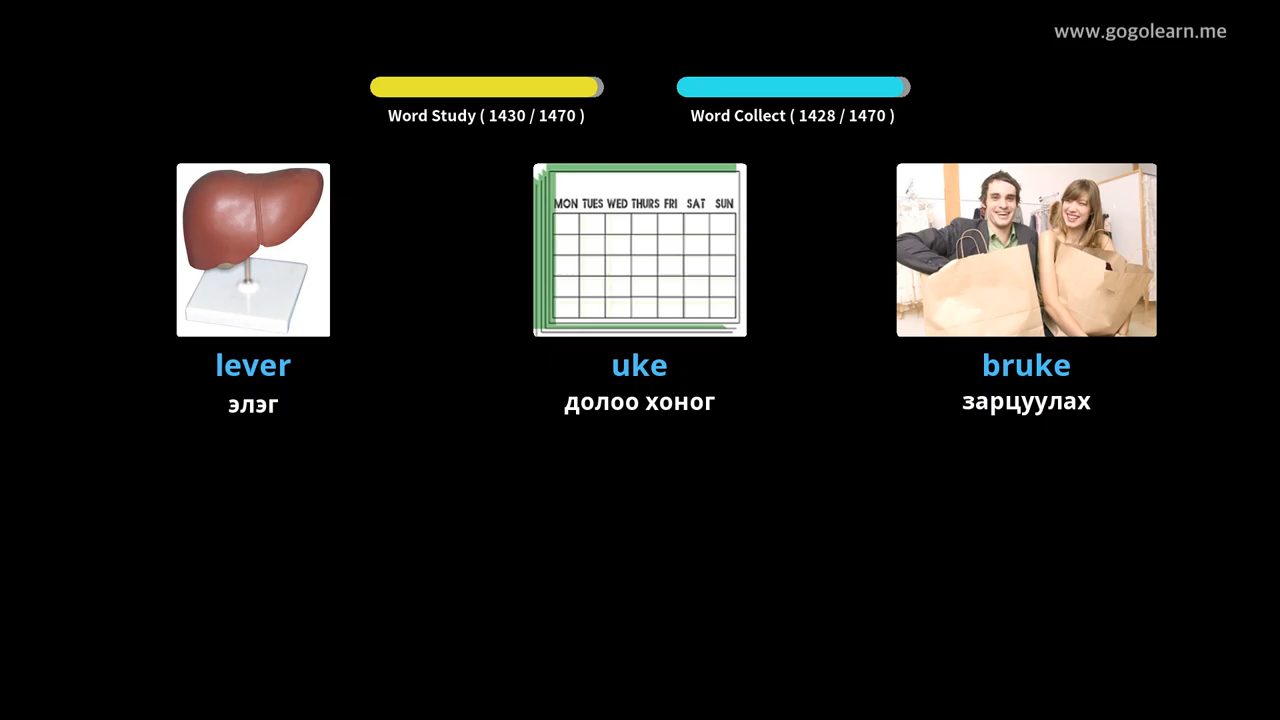 www.gogolearn.me
Word Study ( 1430 / 1470 )
Word Collect ( 1428 / 1470 )
MON TUES WED THURS FRI SAT SUN
lever
элэг
uke
долоо хоног
bruke
зарцуулах